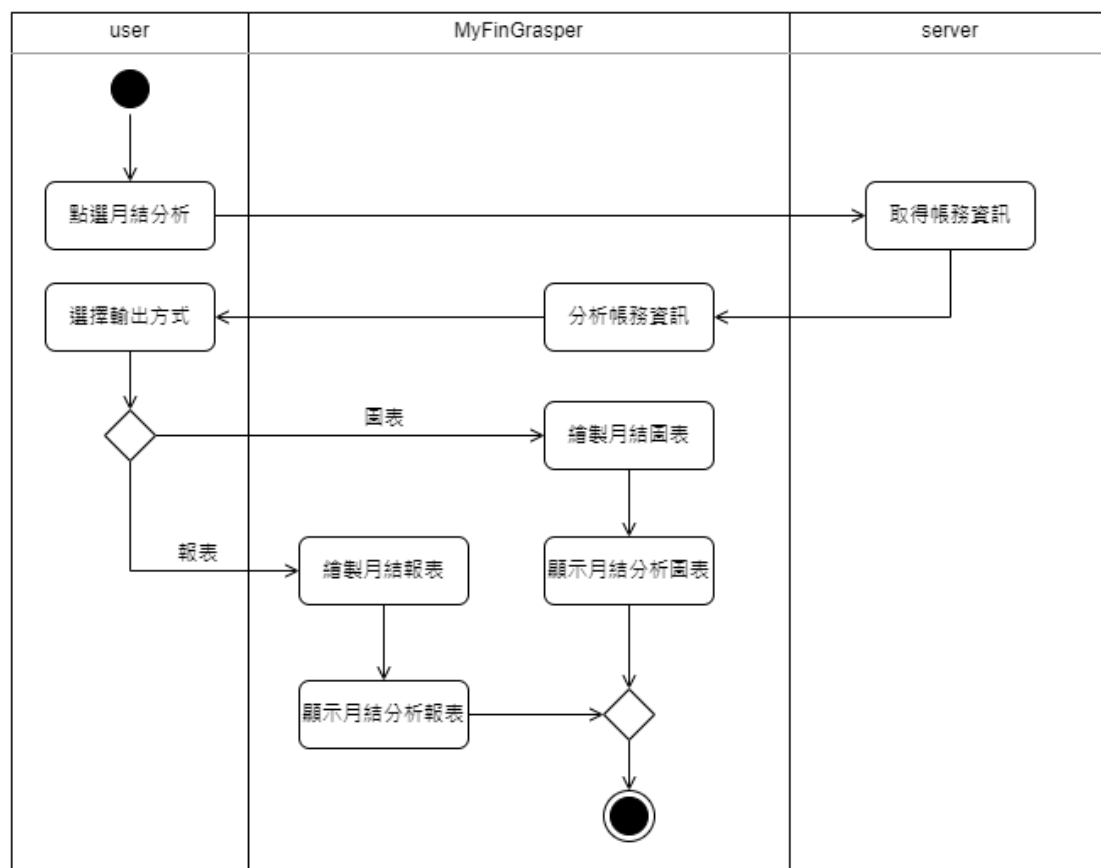 user
MyFinGrasper
server
點選月結分析
取得帳務資訊
選擇輸出方式
分析帳務資訊
圖表
繪製月結圖表
報表
繪製月結報表
顯示月結分析圖表
顯示月結分析報表